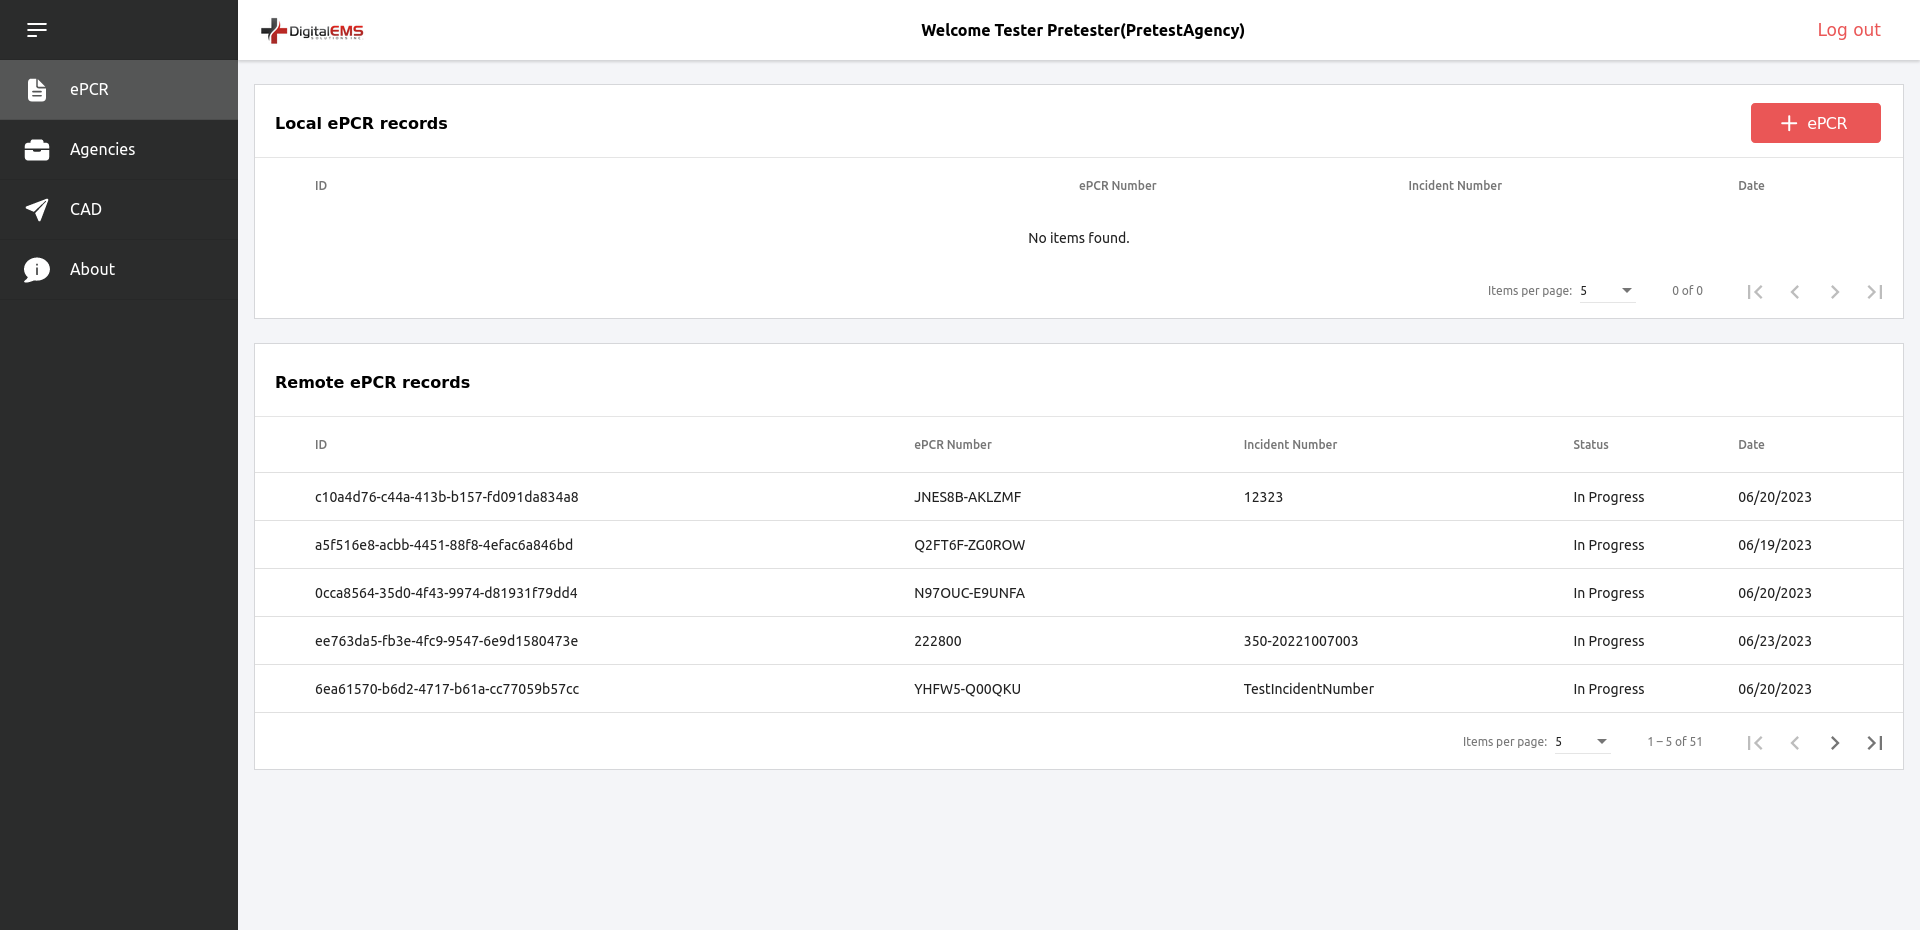 DigitalEMS
Welcome Tester Pretester(PretestAgency)
Log out
ePCR
Agencies
CAD
About
Local ePCR records
ePCR
ID ePCR Number Incident Number Date
No items found.
Items per page: 5 0 of 0
Remote ePCR records
ID ePCR Number Incident Number Status Date
c10a4d76-c44a-413b-b157-fd091da834a8 JNES8B-AKLZMF 12323 In Progress 06/20/2023
a5f516e8-acbb-4451-88f8-4efac6a846bd Q2FT6F-ZG0ROW In Progress 06/19/2023
0cca8564-35d0-4f43-9974-d81931f79dd4 N97OUC-E9UNFA In Progress 06/20/2023
ee763da5-fb3e-4fc9-9547-6e9d1580473e 222800 350-20221007003 In Progress 06/23/2023
6ea61570-b6d2-4717-b61a-cc77059b57cc YHFW5-Q00QKU TestIncidentNumber In Progress 06/20/2023
Items per page: 5 1 – 5 of 51